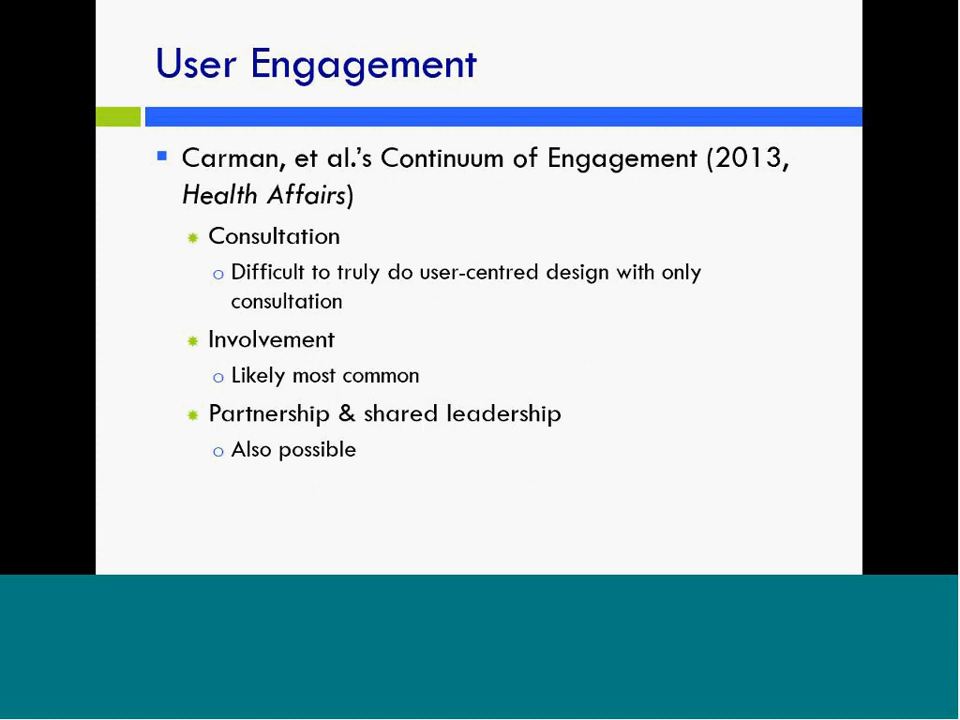 User Engagement
Carman, et al.’s Continuum of Engagement (2013,
Health Affairs)
Consultation
Difficult to truly do user-centred design with only
consultation
Involvement
Likely most common
Partnership & shared leadership
Also possible